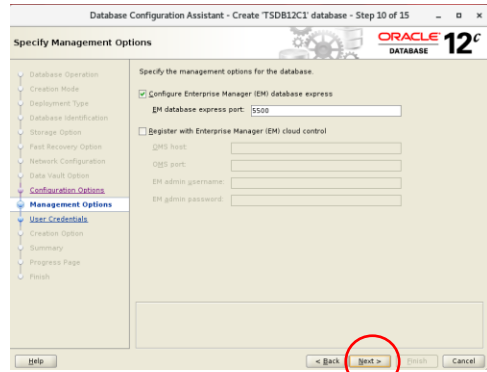 Database Configuration Assistant - Create 'TSDB12C1' database - Step 10 of 15
Specify Management Options
ORACLE
DATABASE
12c
Database Operation
Creation Mode
Deployment Type
Database Identification
Storage Option
Fast Recovery Option
Network Configuration
Data Vault Option
Configuration Options
Management Options
User Credentials
Creation Option
Summary
Progress Page
Finish
Specify the management options for the database.
Configure Enterprise Manager (EM) database express
EM database express port: 5500
Register with Enterprise Manager (EM) cloud control
OMS host:
OMS port:
EM admin username:
EM admin password:
Help
< Back
Next >
Finish
Cancel